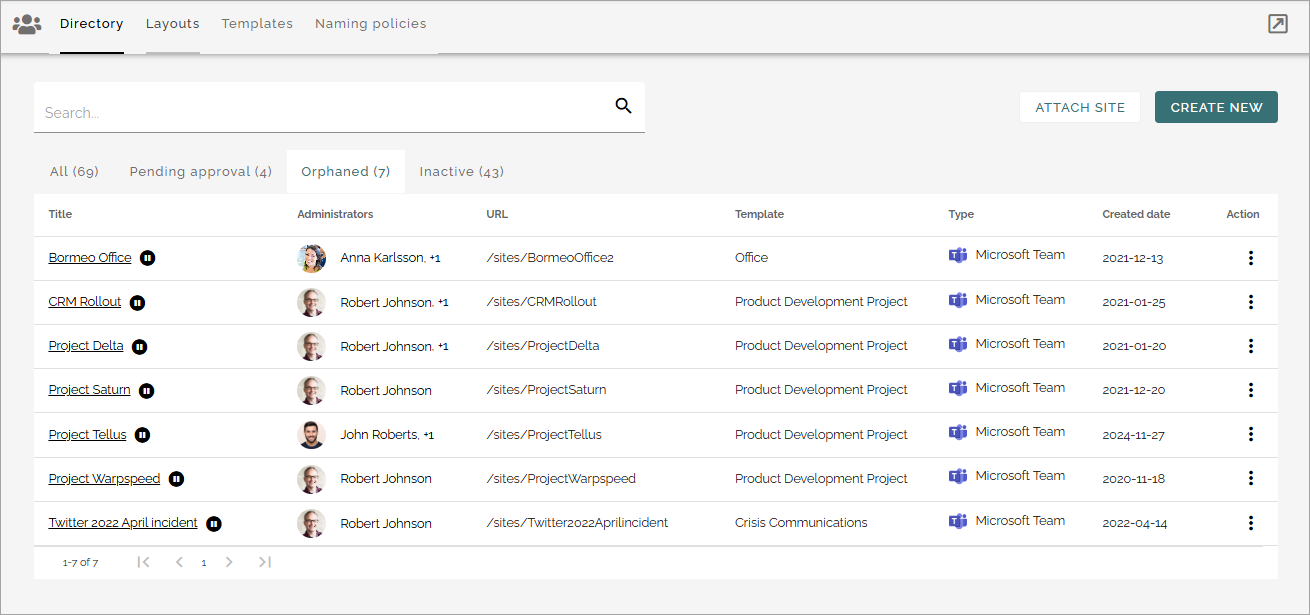 Directory Layouts Templates Naming policies
Search...
ATTACH SITE CREATE NEW
All (69) Pending approval (4) Orphaned (7) Inactive (43)
Title Administrators URL Template Type Created date Action
Bormeo Office Anna Karlsson, +1 /sites/BormeoOffice2 Office Microsoft Team 2021-12-13
CRM Rollout Robert Johnson. +1 /sites/CRMRollout Product Development Project Microsoft Team 2021-01-25
Project Delta Robert Johnson. +1 /sites/ProjectDelta Product Development Project Microsoft Team 2021-01-20
Project Saturn Robert Johnson /sites/ProjectSaturn Product Development Project Microsoft Team 2021-12-20
Project Tellus John Roberts, +1 /sites/ProjectTellus Product Development Project Microsoft Team 2024-11-27
Project Warpspeed Robert Johnson /sites/ProjectWarpspeed Product Development Project Microsoft Team 2020-11-18
Twitter 2022 April incident Robert Johnson /sites/Twitter2022Aprilincident Crisis Communications Microsoft Team 2022-04-14
1-7 of 7 1